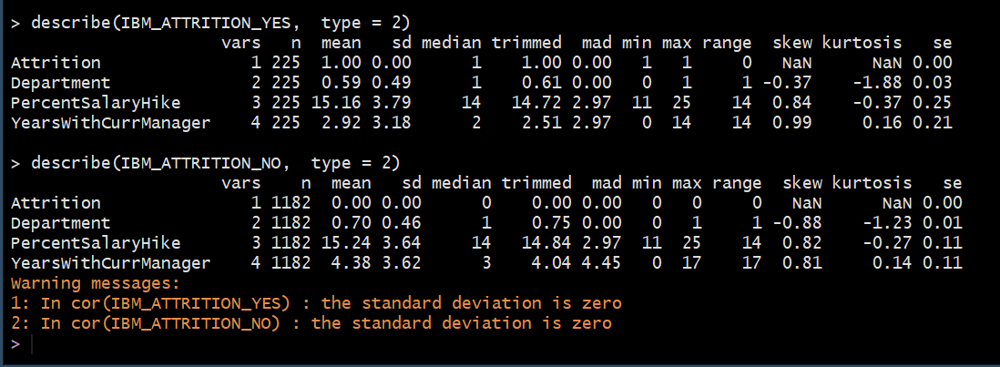 > describe(IBM_ATTRITION_YES,  type = 2)
                     vars   n  mean   sd median trimmed  mad min max range  skew kurtosis   se
Attrition               1 225  1.00 0.00      1    1.00 0.00   1   1     0   NaN      NaN 0.00
Department              2 225  0.59 0.49      1    0.61 0.00   0   1     1 -0.37    -1.88 0.03
PercentSalaryHike       3 225 15.16 3.79     14   14.72 2.97  11  25    14  0.84    -0.37 0.25
YearsWithCurrManager    4 225  2.92 3.18      2    2.51 2.97   0  14    14  0.99     0.16 0.21
> describe(IBM_ATTRITION_NO,  type = 2)
                     vars    n  mean   sd median trimmed  mad min max range  skew kurtosis   se
Attrition               1 1182  0.00 0.00      0    0.00 0.00   0   0     0   NaN      NaN 0.00
Department              2 1182  0.70 0.46      1    0.75 0.00   0   1     1 -0.88    -1.23 0.01
PercentSalaryHike       3 1182 15.24 3.64     14   14.84 2.97  11  25    14  0.82    -0.27 0.11
YearsWithCurrManager    4 1182  4.38 3.62      3    4.04 4.45   0  17    17  0.81     0.14 0.11
Warning messages:
1: In cor(IBM_ATTRITION_YES) : the standard deviation is zero
2: In cor(IBM_ATTRITION_NO) : the standard deviation is zero
>